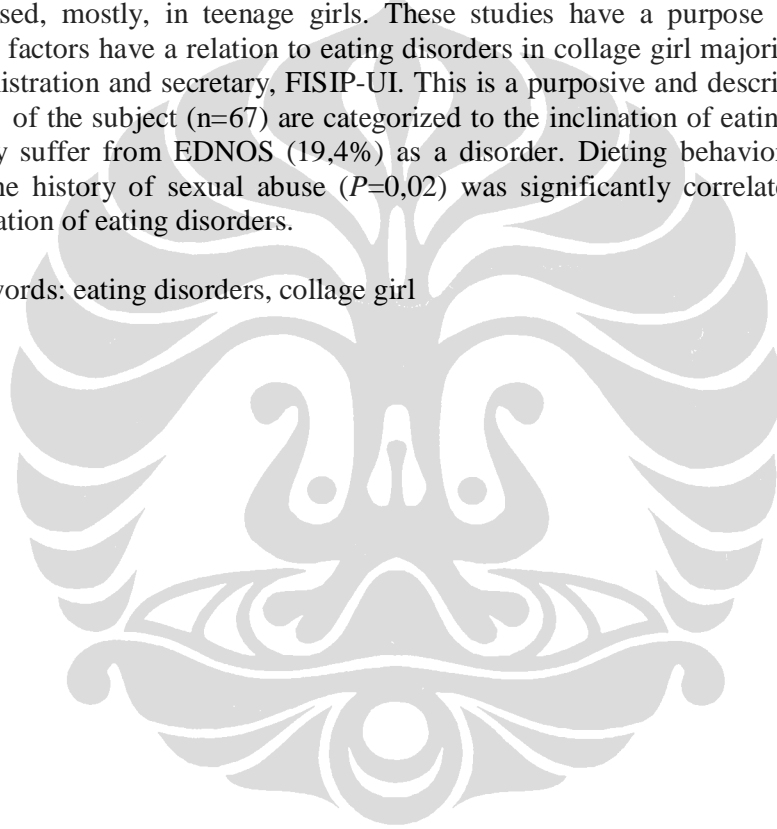 sed, mostly, in teenage girls. These studies have a purpose
factors have a relation to eating disorders in collage girl majori
istration and secretary, FISIP-UI. This is a purposive and descri
of the subject (n=67) are categorized to the inclination of eatin
y suffer from EDNOS (19,4%) as a disorder. Dieting behavior
ne history of sexual abuse (P=0,02) was significantly correlate
ation of eating disorders.
words: eating disorders, collage girl